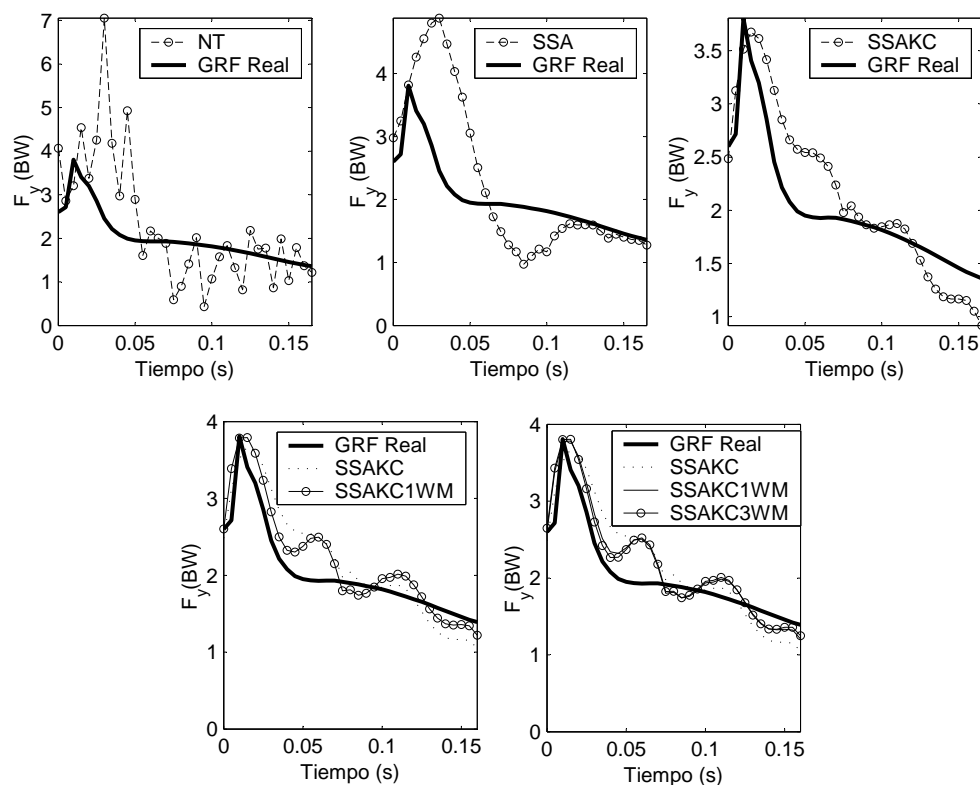 7
6
5
4
3
2
1
0
F_y (BW)
NT
GRF Real
0 0.05 0.1 0.15
Tiempo (s)
4
2
0
F_y (BW)
SSA
GRF Real
0 0.05 0.1 0.15
Tiempo (s)
3.5
3
2.5
2
1.5
1
F_y (BW)
SSAKC
GRF Real
0 0.05 0.1 0.15
Tiempo (s)
4
3
2
1
0
F_y(BW)
GRF Real
SSAKC
SSAKC1WM
0 0.05 0.1 0.15
Tiempo (s)
4
3
2
1
0
F_y(BW)
GRF Real
SSAKC
SSAKC1WM
SSAKC3WM
0 0.05 0.1 0.15
Tiempo (s)